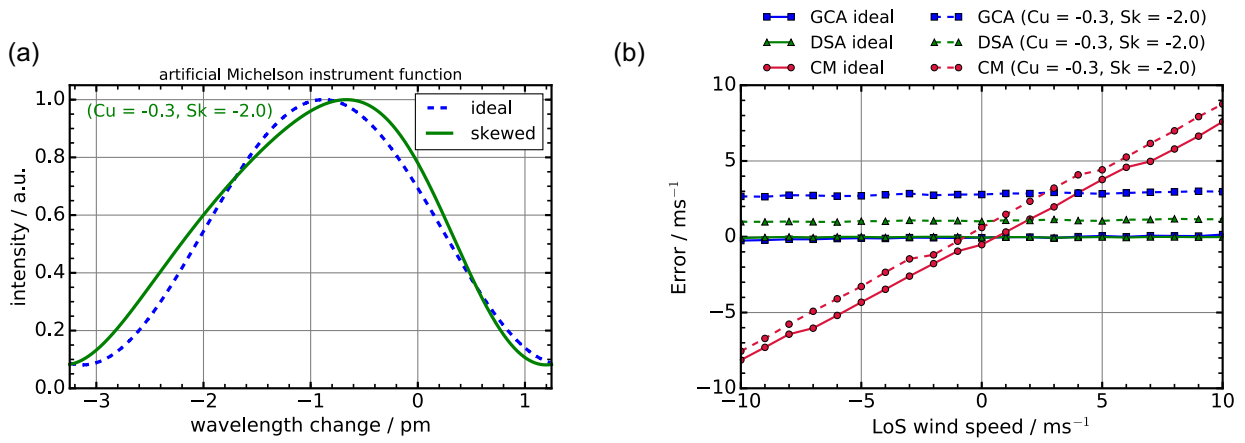 (a)
artificial Michelson instrument function
(Cu = -0.3, Sk = -2.0)
ideal
skewed
1.0
0.8
0.6
0.4
0.2
0.0
intensity / a.u.
−3 −2 −1 0 1
wavelength change / pm
(b)
GCA ideal
DSA ideal
CM ideal
GCA (Cu = -0.3, Sk = -2.0)
DSA (Cu = -0.3, Sk = -2.0)
CM (Cu = -0.3, Sk = -2.0)
10
5
0
−5
−10
Error / ms⁻¹
−10 −5 0 5 10
LoS wind speed / ms⁻¹